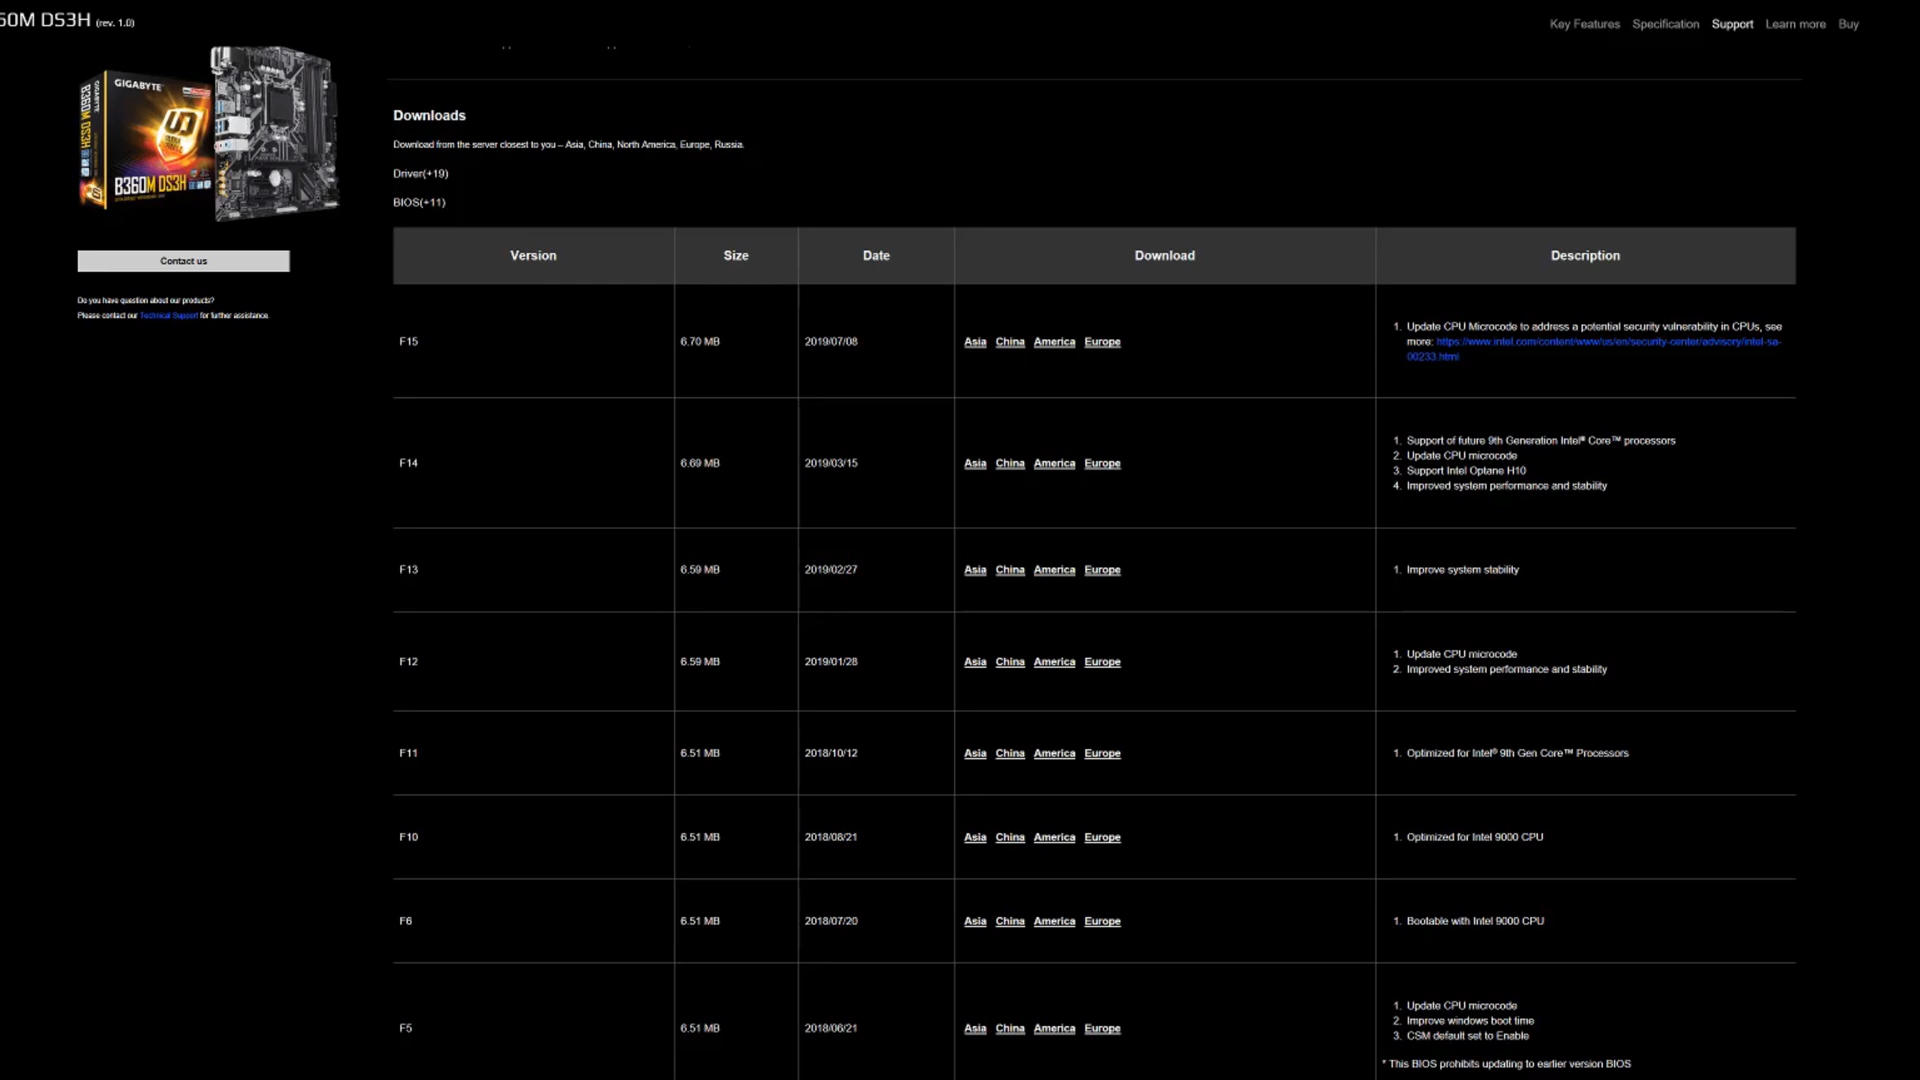 60M DS3H (rev. 1.0)
Key Features Specification Support Learn more Buy
GIGABYTE
B360M DS3H
Contact us
Do you have question about our products?
Please contact our Technical Support for further assistance.
Downloads
Download from the server closest to you – Asia, China, North America, Europe, Russia.
Driver(+19)
BIOS(+11)
Version Size Date Download Description
F15 6.70 MB 2019/07/08 Asia China America Europe
1. Update CPU Microcode to address a potential security vulnerability in CPUs, see
more: https://www.intel.com/content/www/us/en/security-center/advisory/intel-sa-
00233.html
F14 6.69 MB 2019/03/15 Asia China America Europe
1. Support of future 9th Generation Intel® Core™ processors
2. Update CPU microcode
3. Support Intel Optane H10
4. Improved system performance and stability
F13 6.59 MB 2019/02/27 Asia China America Europe
1. Improve system stability
F12 6.59 MB 2019/01/28 Asia China America Europe
1. Update CPU microcode
2. Improved system performance and stability
F11 6.51 MB 2018/10/12 Asia China America Europe
1. Optimized for Intel® 9th Gen Core™ Processors
F10 6.51 MB 2018/08/21 Asia China America Europe
1. Optimized for Intel 9000 CPU
F6 6.51 MB 2018/07/20 Asia China America Europe
1. Bootable with Intel 9000 CPU
F5 6.51 MB 2018/06/21 Asia China America Europe
1. Update CPU microcode
2. Improve windows boot time
3. CSM default set to Enable
* This BIOS prohibits updating to earlier version BIOS